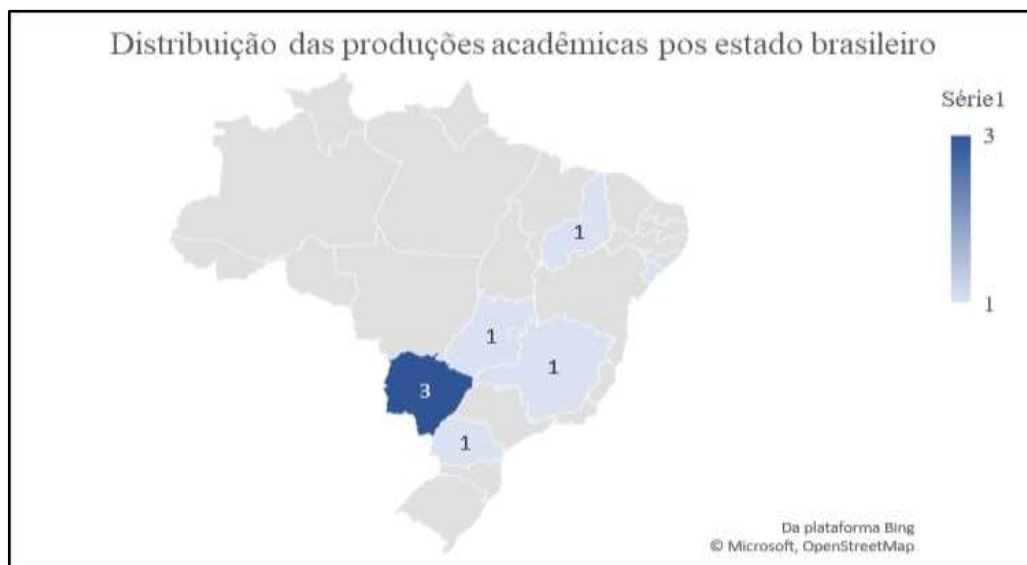 Distribuição das produções acadêmicas pos estado brasileiro
Série1
3
1
1
1
1
3
1
Da plataforma Bing
© Microsoft, OpenStreetMap